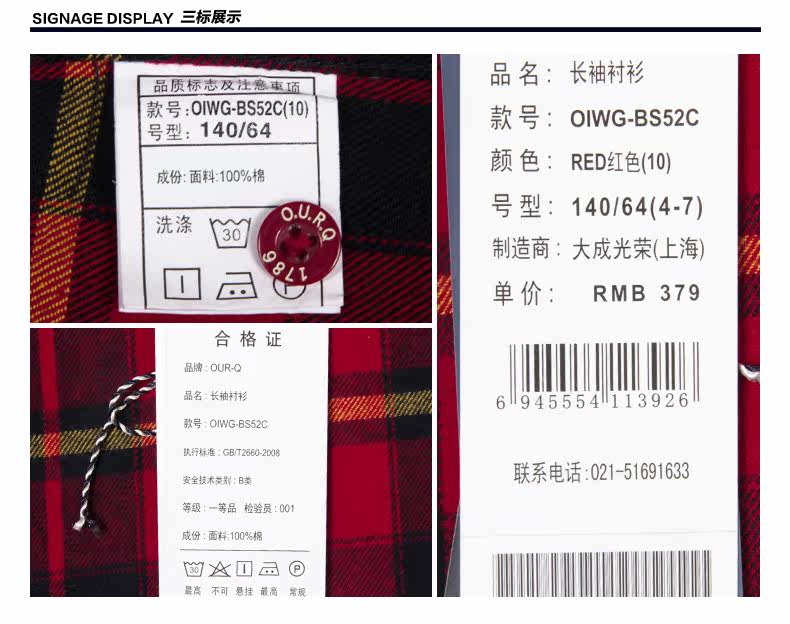 SIGNAGE DISPLAY 三标展示
品质标志及注意事项
款号:OIWG-BS52C(10)
号型: 140/64
成份: 面料:100%棉
洗涤
30
O.U.R.Q
1786
P
合格证
品牌 : OUR-Q
品名 : 长袖衬衫
款号 : OIWG-BS52C
执行标准 : GB/T2660-2008
安全技术类别 : B类
等级 : 一等品 检验员 : 001
成份 : 面料:100%棉
30 P
最高 不可 悬挂 最高 常规
品名: 长袖衬衫
款号: OIWG-BS52C
颜色: RED红色(10)
号型: 140/64(4-7)
制造商: 大成光荣(上海)
单价: RMB 379
6 945554 113926
联系电话:021-51691633